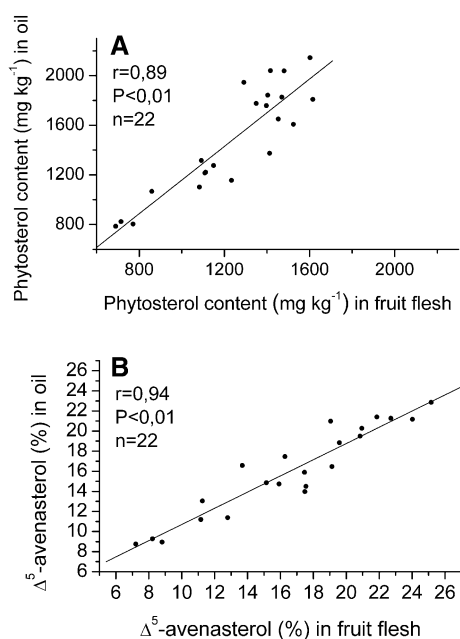 A
r=0,89
P<0,01
n=22
Phytosterol content (mg kg⁻¹) in oil
2000
1600
1200
800
800 1200 1600 2000
Phytosterol content (mg kg⁻¹) in fruit flesh
B
r=0,94
P<0,01
n=22
Δ⁵-avenasterol (%) in oil
26
24
22
20
18
16
14
12
10
8
6
6 8 10 12 14 16 18 20 22 24 26
Δ⁵-avenasterol (%) in fruit flesh